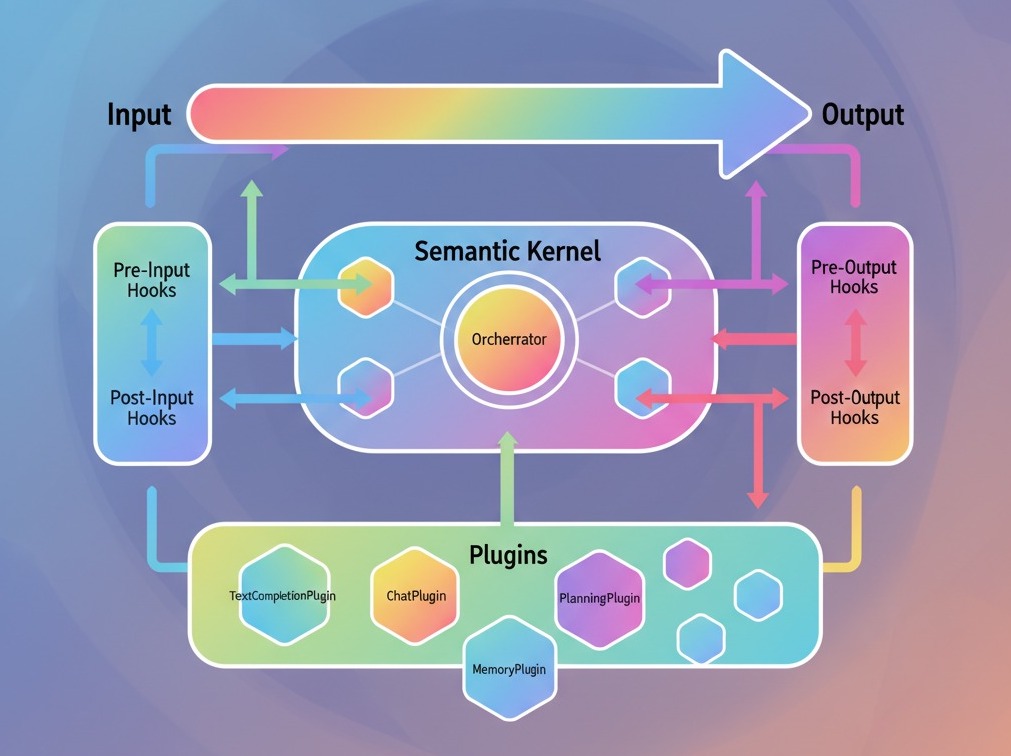 Input
Output
Semantic Kernel
Pre-Input
Hooks
Post-Input
Hooks
Orcherrator
Pre-Output
Hooks
Post-Output
Hooks
Plugins
TextCompletionPlugin
ChatPlugin
PlanningPlugin
MemoryPlugin